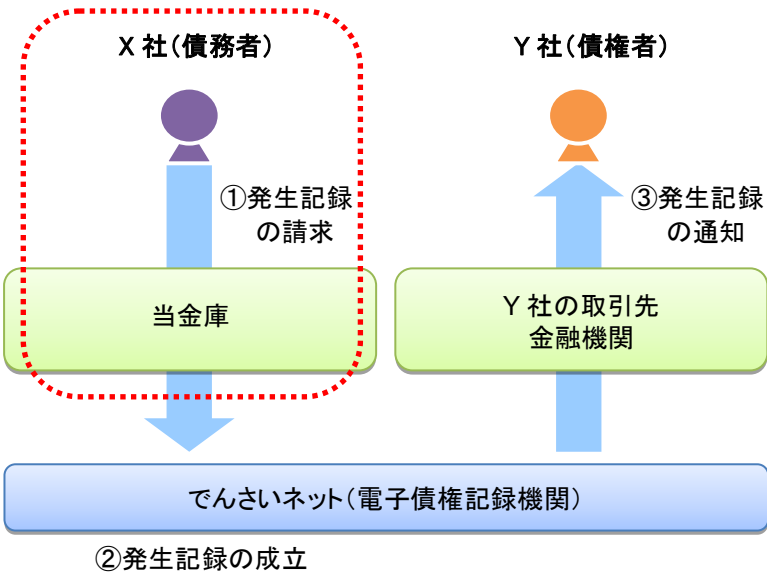 X 社（債務者）
Y 社（債権者）
①発生記録
の請求
③発生記録
の通知
当金庫
Y 社の取引先
金融機関
でんさいネット（電子債権記録機関）
②発生記録の成立